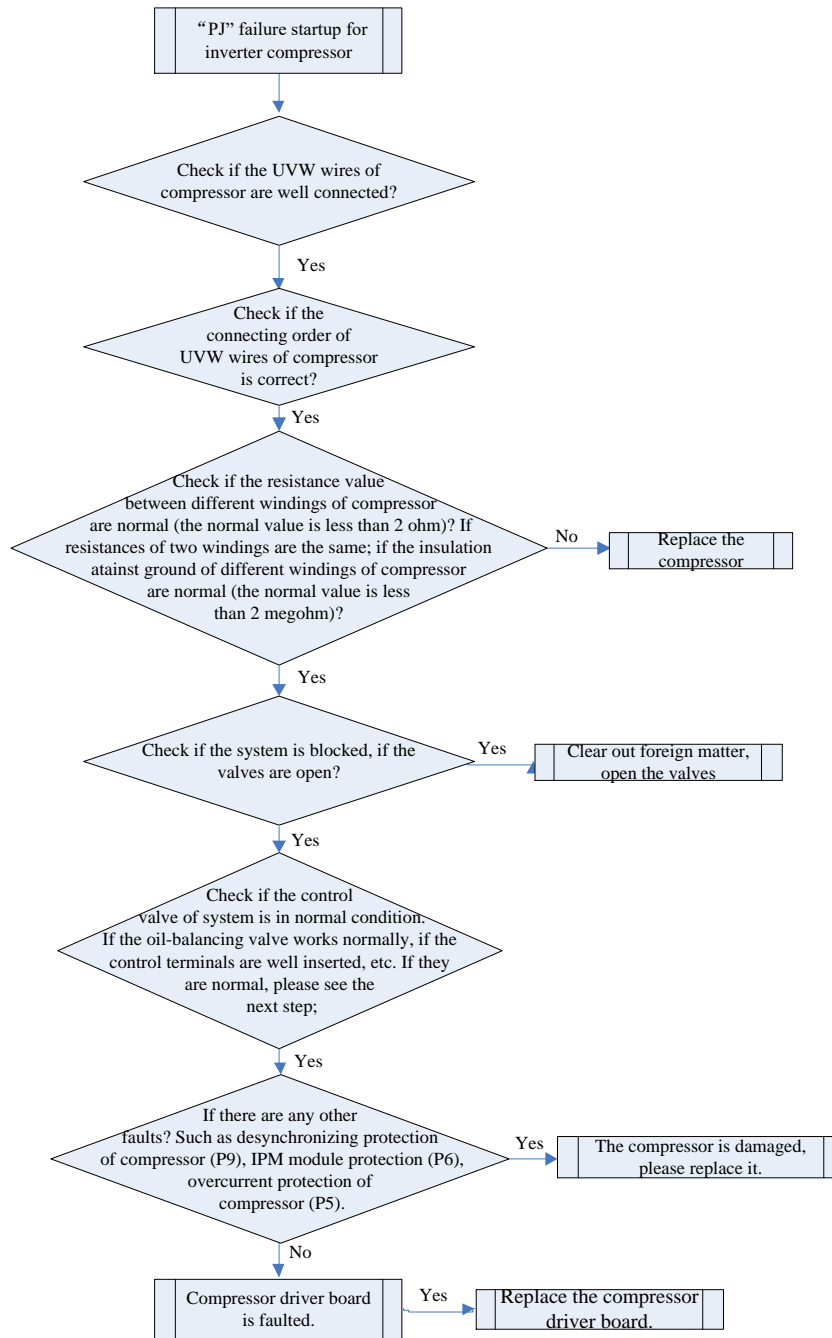 “PJ” failure startup for
inverter compressor
Check if the UVW wires of
compressor are well connected?
Yes
Check if the
connecting order of
UVW wires of compressor
is correct?
Yes
Check if the resistance value
between different windings of compressor
are normal (the normal value is less than 2 ohm)? If
resistances of two windings are the same; if the insulation
atainst ground of different windings of compressor
are normal (the normal value is less
than 2 megohm)?
No
Replace the
compressor
Yes
Check if the system is blocked, if the
valves are open?
Yes
Clear out foreign matter,
open the valves
Yes
Check if the control
valve of system is in normal condition.
If the oil-balancing valve works normally, if the
control terminals are well inserted, etc. If they
are normal, please see the
next step;
Yes
If there are any other
faults? Such as desynchronizing protection
of compressor (P9), IPM module protection (P6),
overcurrent protection of
compressor (P5).
Yes
The compressor is damaged,
please replace it.
No
Compressor driver board
is faulted.
Yes
Replace the compressor
driver board.